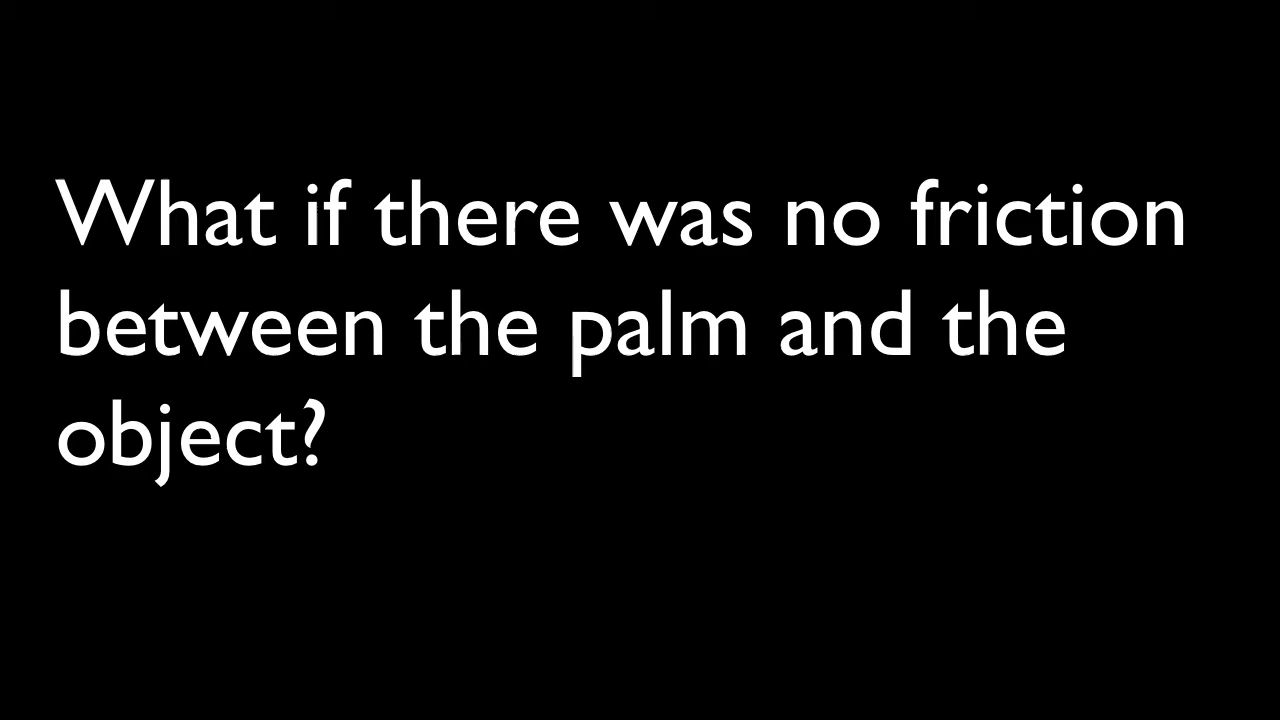 What if there was no friction
between the palm and the
object?